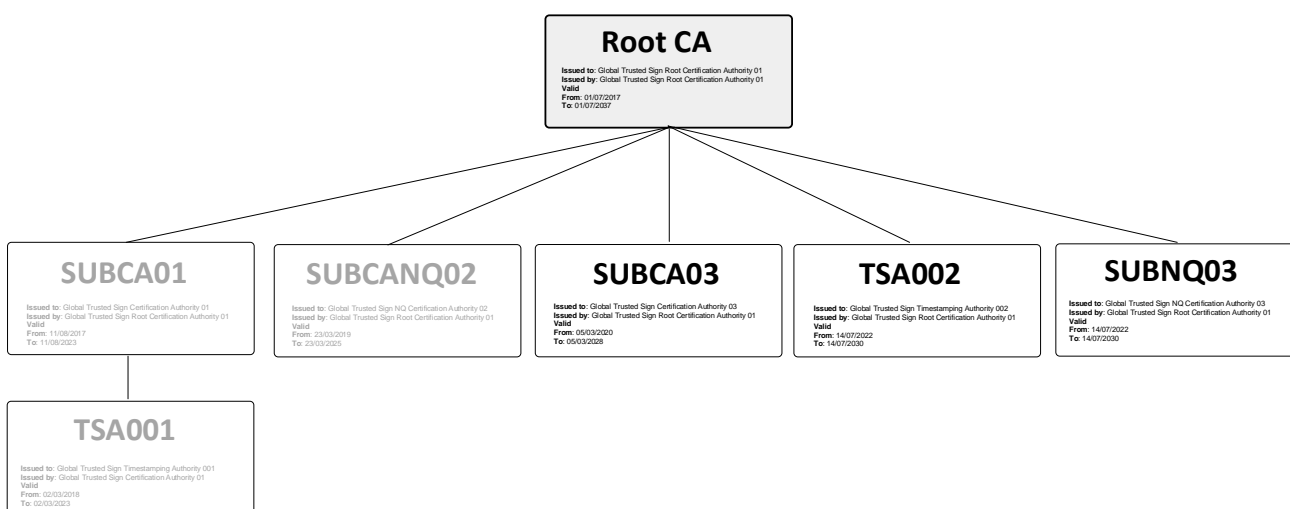 Root CA
Issued to: Global Trusted Sign Root Certification Authority 01
Issued by: Global Trusted Sign Root Certification Authority 01
Valid
From: 01/07/2017
To: 01/07/2037
SUBCA01
Issued to: Global Trusted Sign Certification Authority 01
Issued by: Global Trusted Sign Root Certification Authority 01
Valid
From: 11/08/2017
To: 11/08/2023
SUBCANQ02
Issued to: Global Trusted Sign NQ Certification Authority 02
Issued by: Global Trusted Sign Root Certification Authority 01
Valid
From: 23/03/2019
To: 23/03/2025
SUBCA03
Issued to: Global Trusted Sign Certification Authority 03
Issued by: Global Trusted Sign Root Certification Authority 01
Valid
From: 05/03/2020
To: 05/03/2028
TSA002
Issued to: Global Trusted Sign Timestamping Authority 002
Issued by: Global Trusted Sign Root Certification Authority 01
Valid
From: 14/07/2022
To: 14/07/2030
SUBNQ03
Issued to: Global Trusted Sign NQ Certification Authority 03
Issued by: Global Trusted Sign Root Certification Authority 01
Valid
From: 14/07/2022
To: 14/07/2030
TSA001
Issued to: Global Trusted Sign Timestamping Authority 001
Issued by: Global Trusted Sign Certification Authority 01
Valid
From: 02/03/2018
To: 02/03/2023